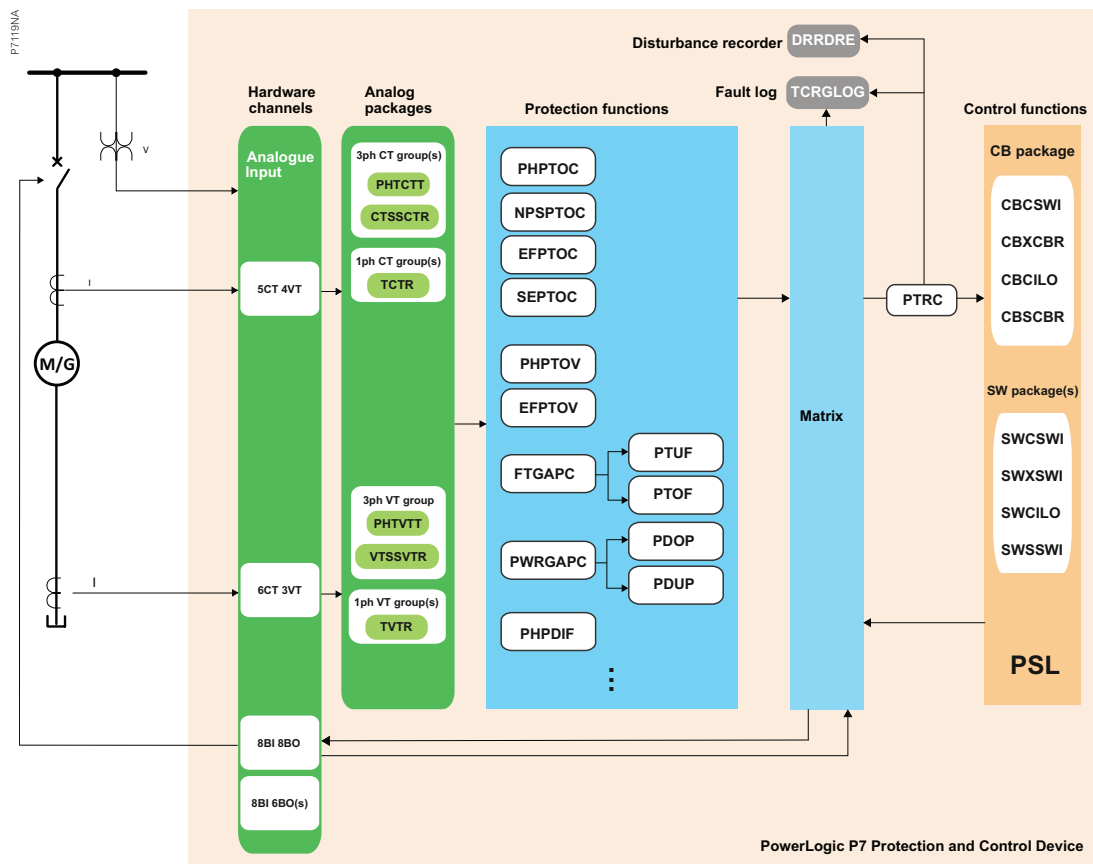 P7119NA
Disturbance recorder
DRRDRE
Fault log
TCRGLOG
Hardware
channels
Analog
packages
Protection functions
Control functions
V
I
M/G
I
Analogue
Input
5CT 4VT
6CT 3VT
8BI 8BO
8BI 6BO(s)
3ph CT group(s)
PHTCTT
CTSSCTR
1ph CT group(s)
TCTR
3ph VT group
PHTVTT
VTSSVTR
1ph VT group(s)
TVTR
PHPTOC
NPSPTOC
EFPTOC
SEPTOC
PHPTOV
EFPTOV
FTGAPC
PTUF
PTOF
PWRGAPC
PDOP
PDUP
PHPDIF
Matrix
PTRC
CB package
CBCSWI
CBXCBR
CBCILO
CBSCBR
SW package(s)
SWCSWI
SWXSWI
SWCILO
SWSSWI
PSL
PowerLogic P7 Protection and Control Device